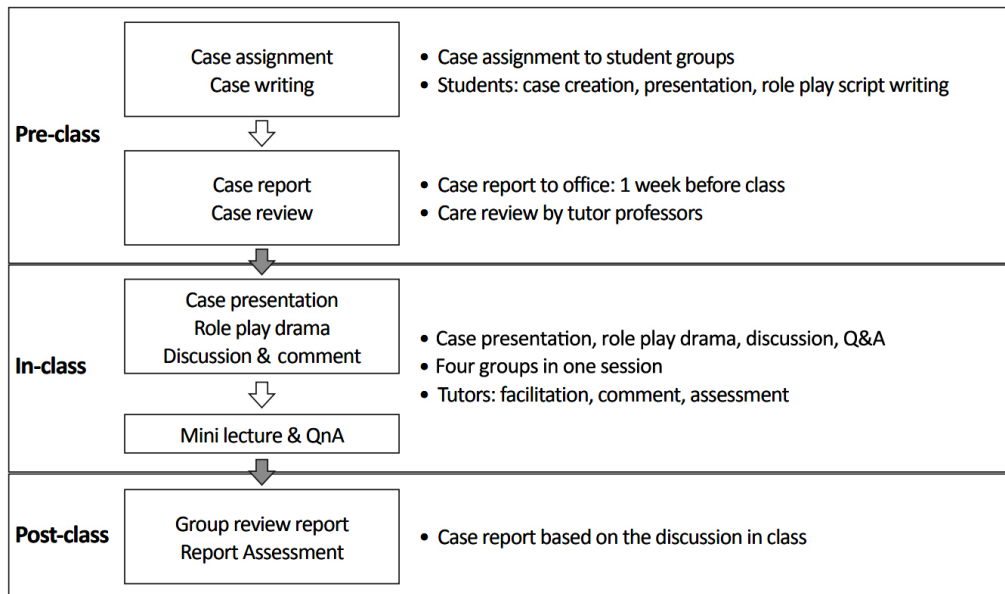 Pre-class
Case assignment
Case writing
• Case assignment to student groups
• Students: case creation, presentation, role play script writing
Case report
Case review
• Case report to office: 1 week before class
• Care review by tutor professors
In-class
Case presentation
Role play drama
Discussion & comment
• Case presentation, role play drama, discussion, Q&A
• Four groups in one session
• Tutors: facilitation, comment, assessment
Mini lecture & QnA
Post-class
Group review report
Report Assessment
• Case report based on the discussion in class